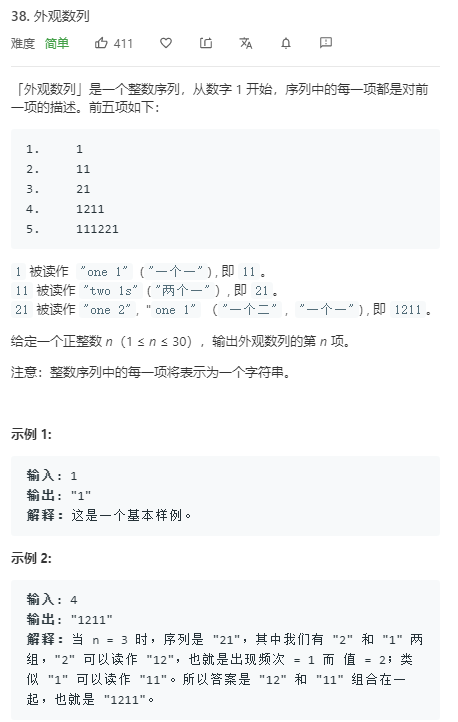 38. 外观数列
难度 简单 411
「外观数列」是一个整数序列，从数字 1 开始，序列中的每一项都是对前
一项的描述。前五项如下：
1. 1
2. 11
3. 21
4. 1211
5. 111221
1 被读作 "one 1" ("一个一")，即 11。
11 被读作 "two 1s" ("两个一")，即 21。
21 被读作 "one 2", "one 1" ("一个二", "一个一")，即 1211。
给定一个正整数 n（1 ≤ n ≤ 30），输出外观数列的第 n 项。
注意：整数序列中的每一项将表示为一个字符串。
示例 1:
输入: 1
输出: "1"
解释: 这是一个基本样例。
示例 2:
输入: 4
输出: "1211"
解释: 当 n = 3 时，序列是 "21"，其中我们有 "2" 和 "1" 两
组，"2" 可以读作 "12"，也就是出现频次 = 1 而 值 = 2；类
似 "1" 可以读作 "11"。所以答案是 "12" 和 "11" 组合在一
起，也就是 "1211"。